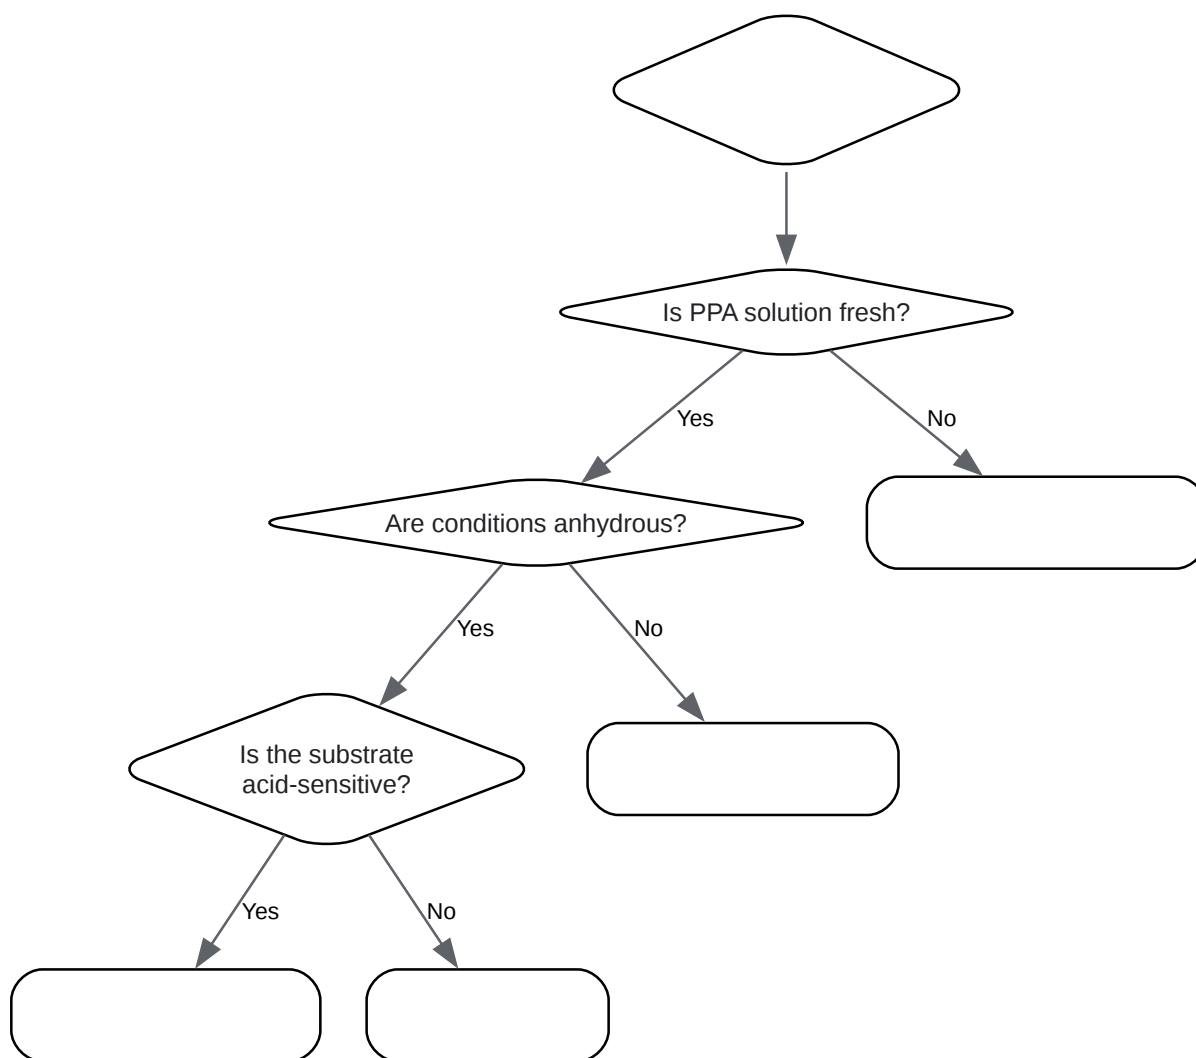 Is PPA solution fresh?
Yes
No
Are conditions anhydrous?
Yes
No
Is the substrate
acid-sensitive?
Yes
No